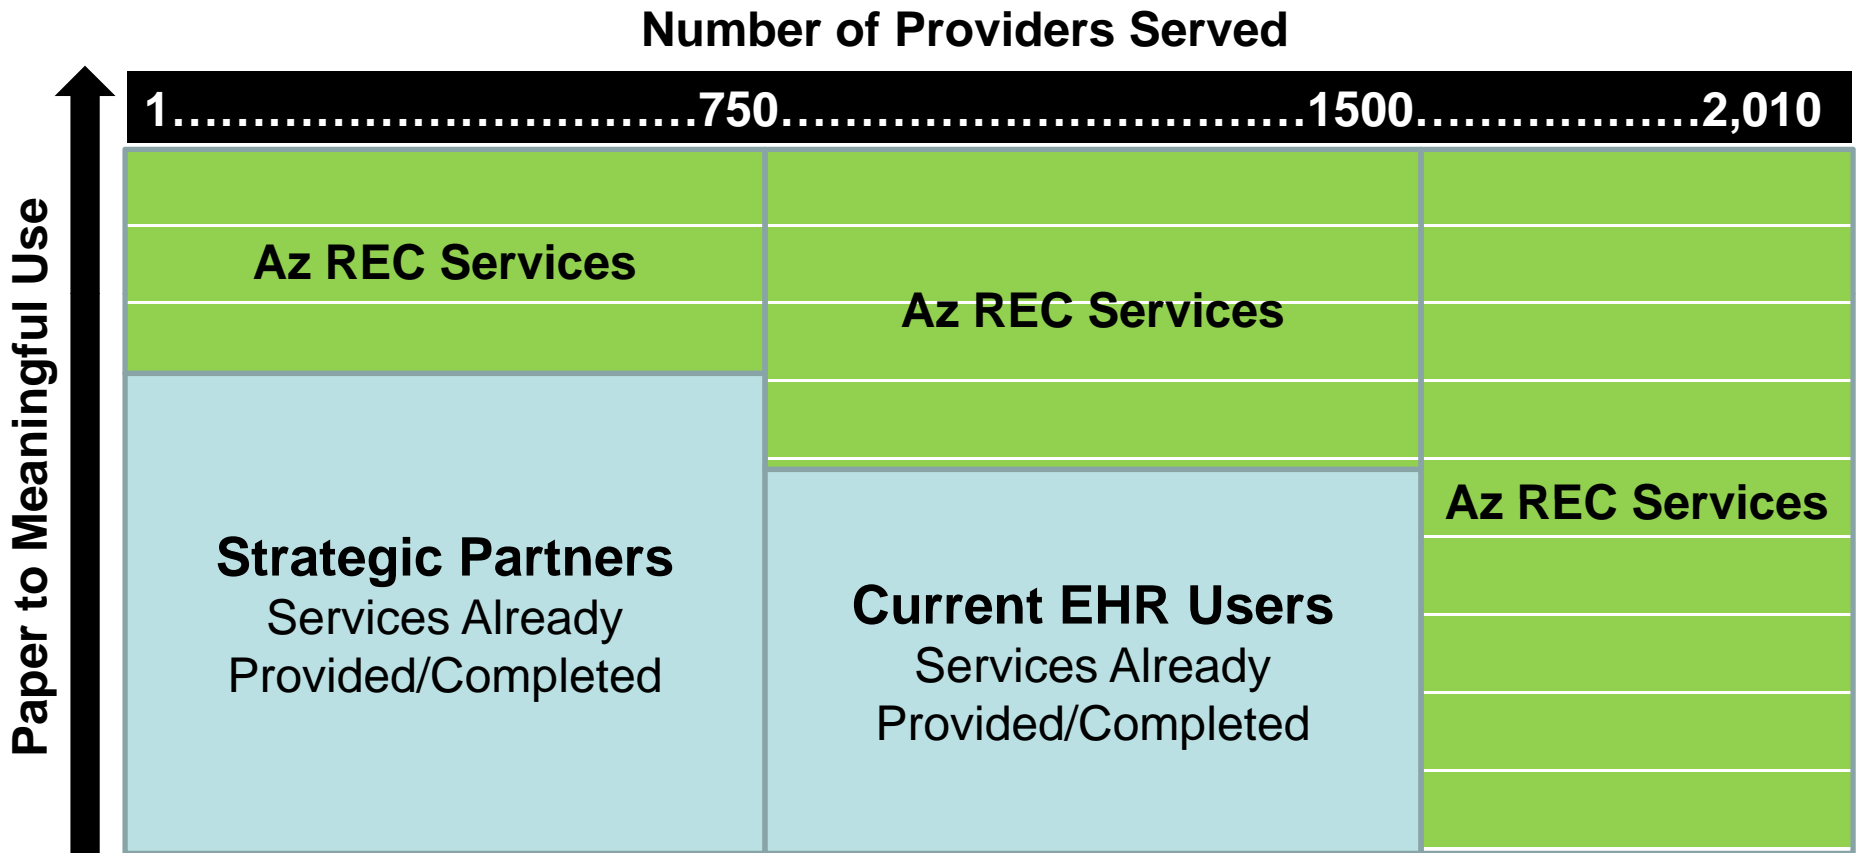 Number of Providers Served
1.................................750.................................1500..................2,010
Paper to Meaningful Use
Az REC Services
Strategic Partners
Services Already
Provided/Completed
Az REC Services
Current EHR Users
Services Already
Provided/Completed
Az REC Services